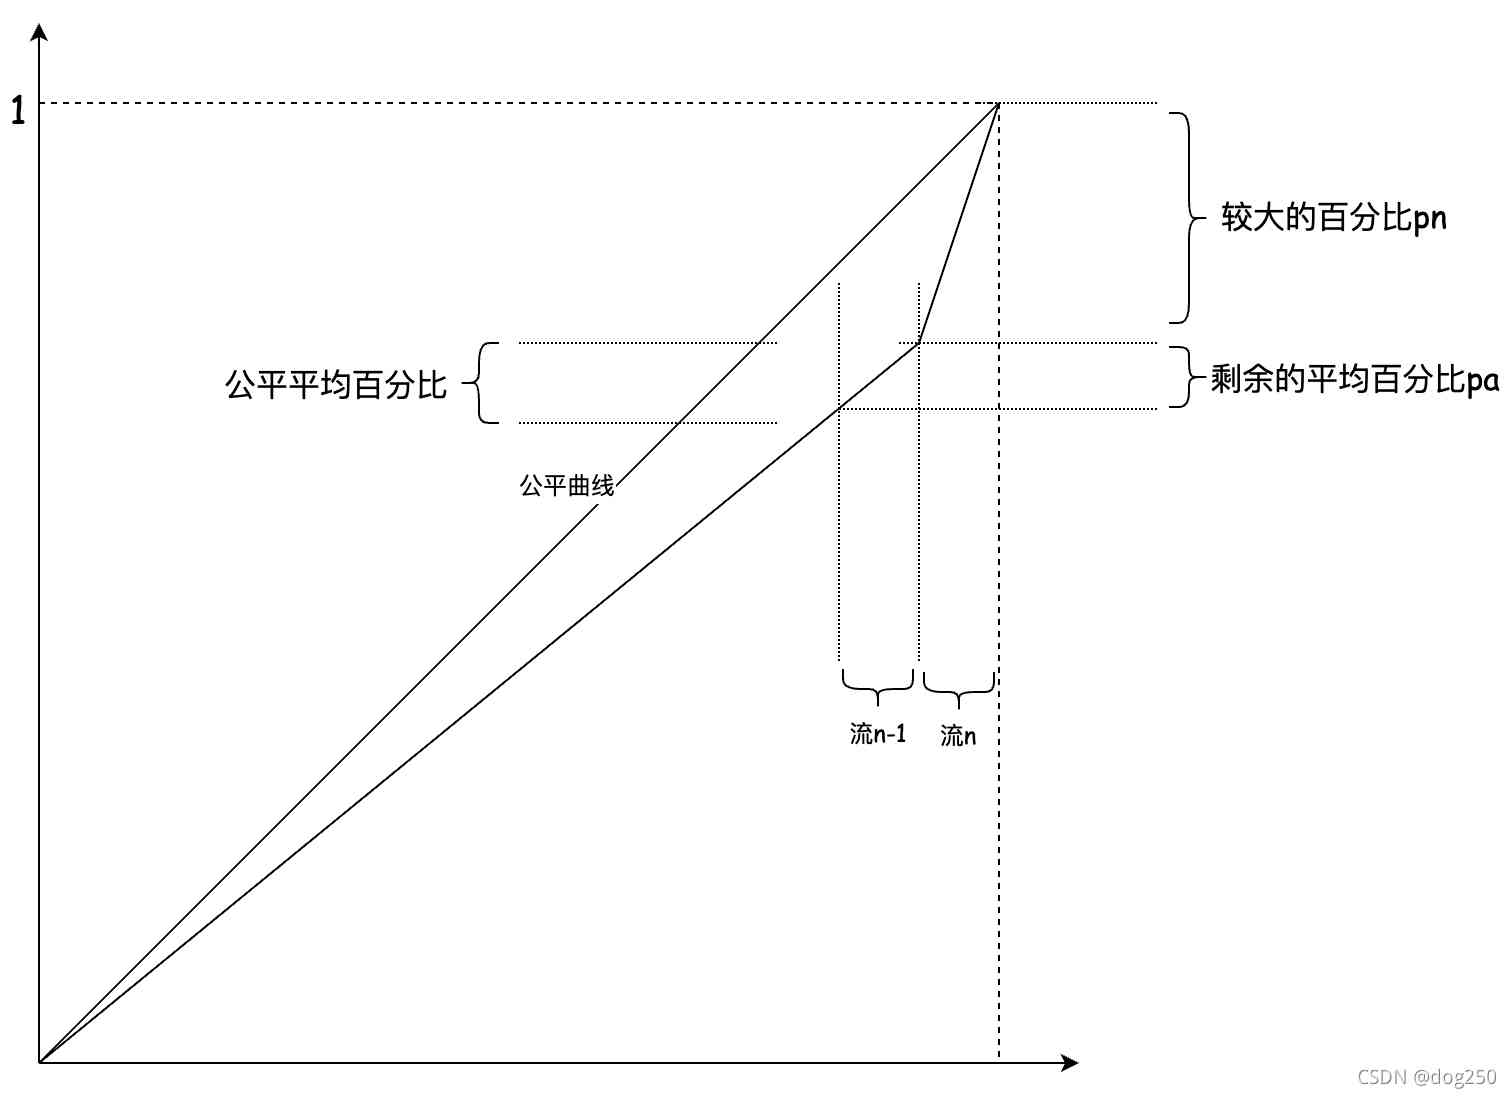 1
较大的百分比pn
公平平均百分比
剩余的平均百分比pa
公平曲线
流n-1
流n
CSDN @dog250